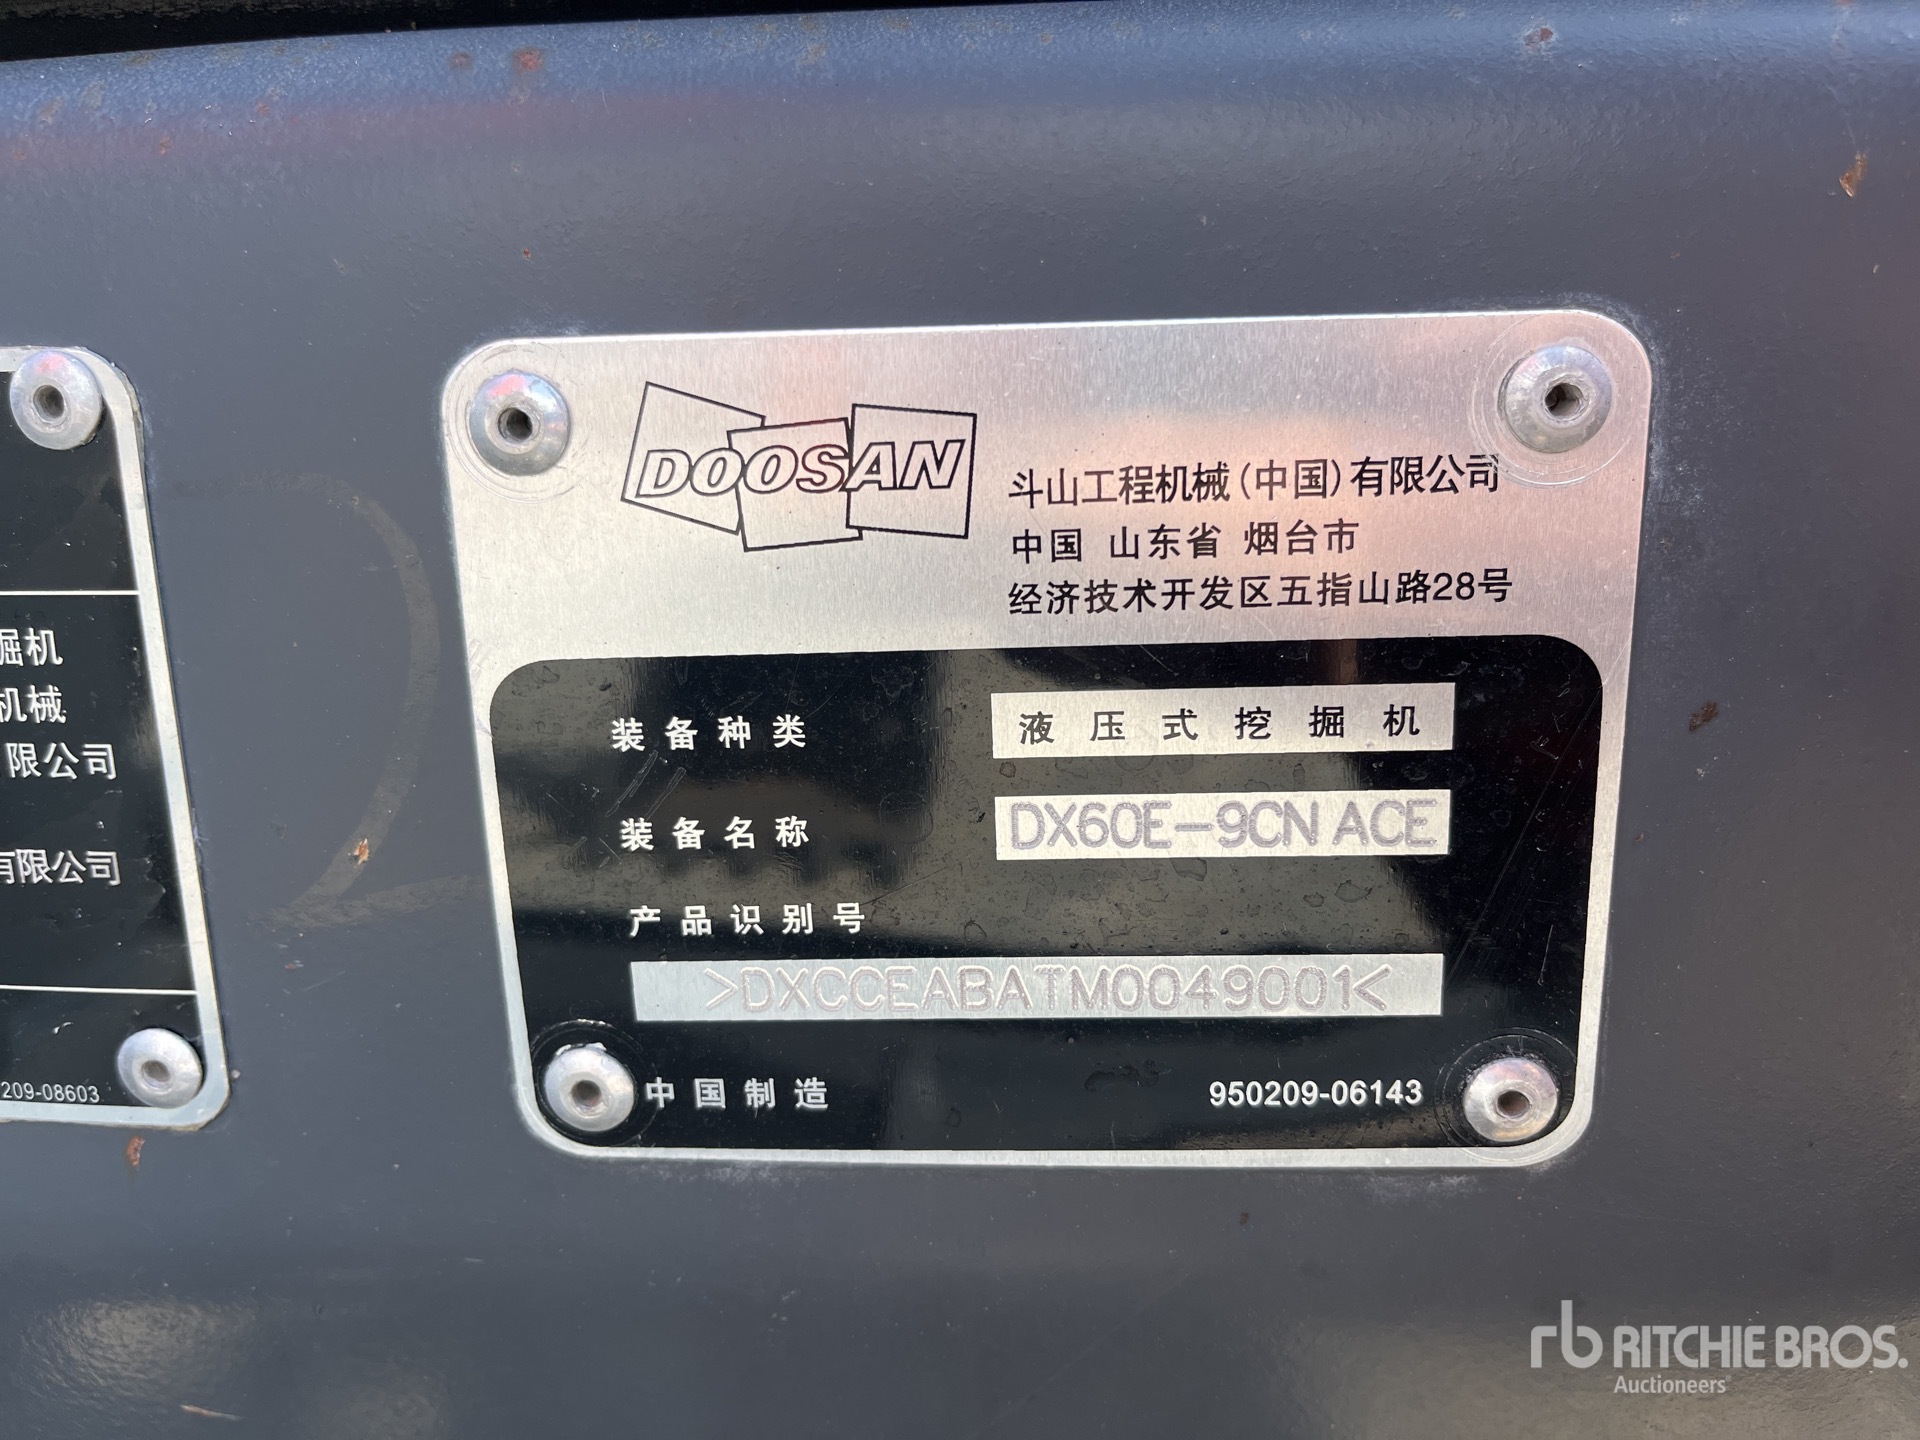 掘机
机械
限公司
有限公司
209-08603
DOOSAN
斗山工程机械(中国)有限公司
中国 山东省 烟台市
经济技术开发区五指山路28号
装备种类 液压式挖掘机
装备名称 DX60E-9CN ACE
产品识别号
>DXCCEABATM0049001<
中国制造 950209-06143
rb RITCHIE BROS.
Auctioneers